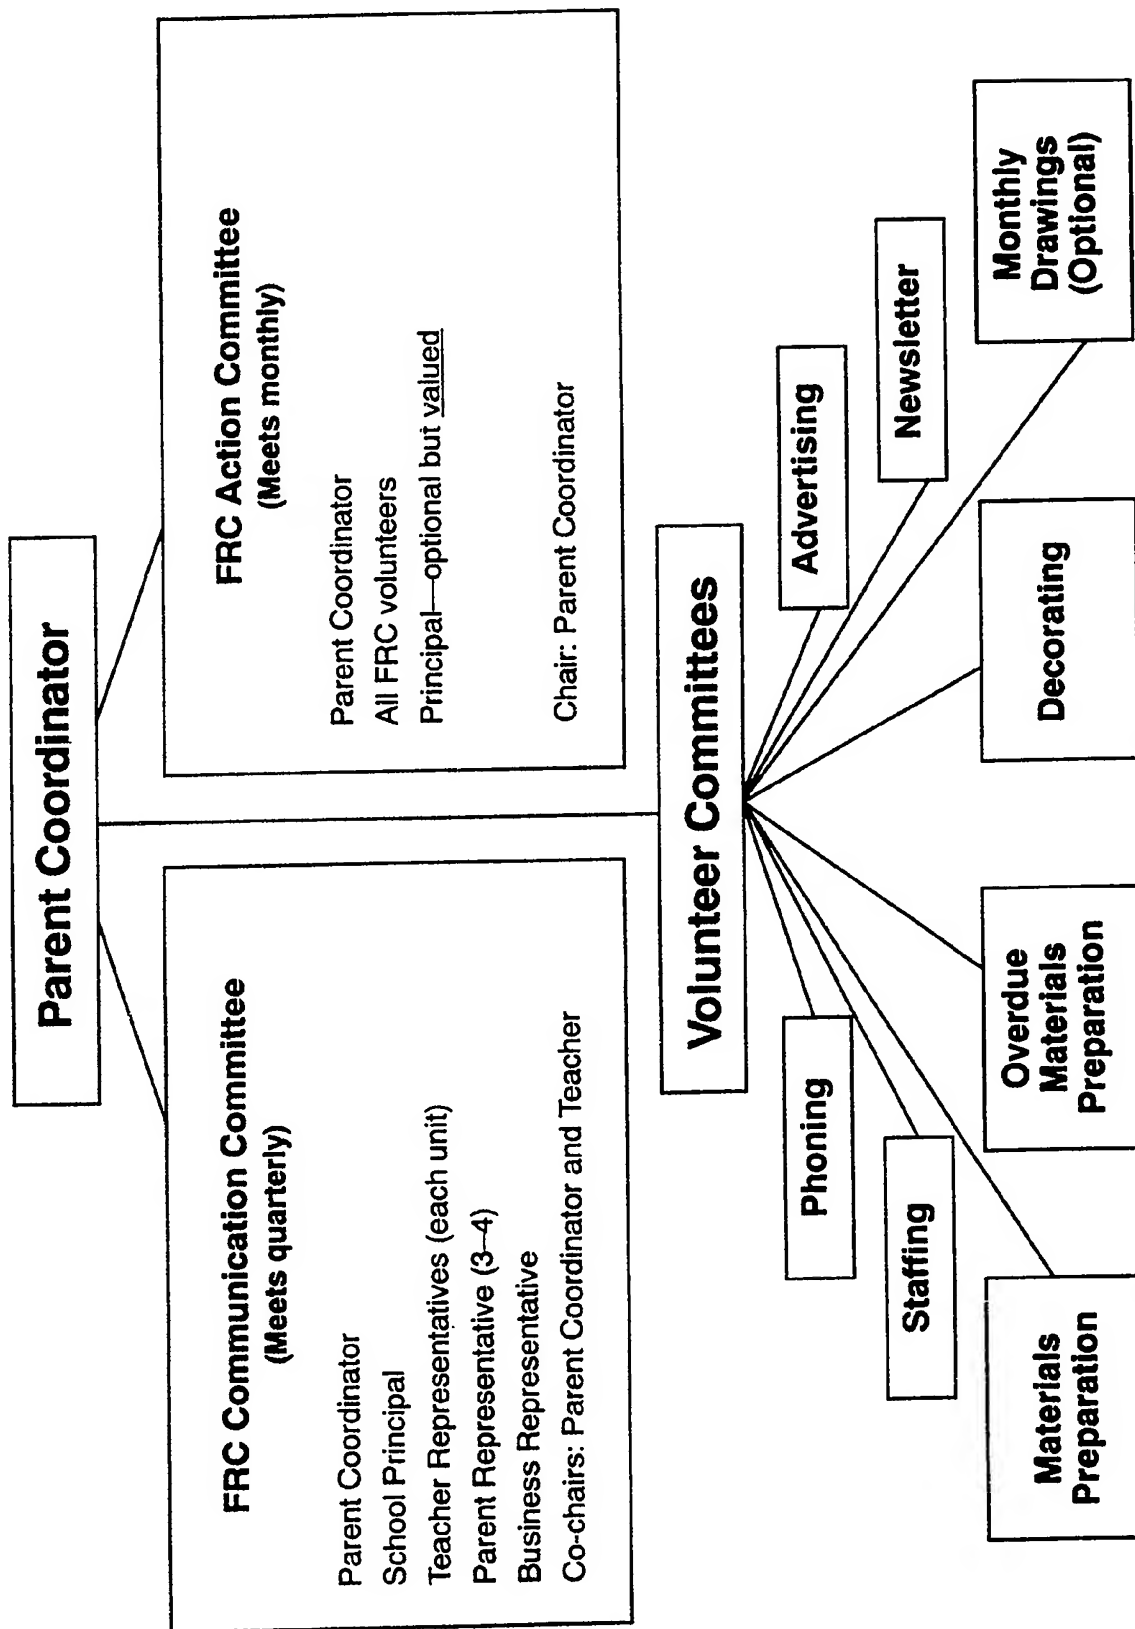 Parent Coordinator
FRC Communication Committee
(Meets quarterly)
Parent Coordinator
School Principal
Teacher Representatives (each unit)
Parent Representative (3–4)
Business Representative
Co-chairs: Parent Coordinator and Teacher
FRC Action Committee
(Meets monthly)
Parent Coordinator
All FRC volunteers
Principal—optional but valued
Chair: Parent Coordinator
Volunteer Committees
Phoning
Advertising
Staffing
Newsletter
Materials
Preparation
Overdue
Materials
Preparation
Decorating
Monthly
Drawings
(Optional)